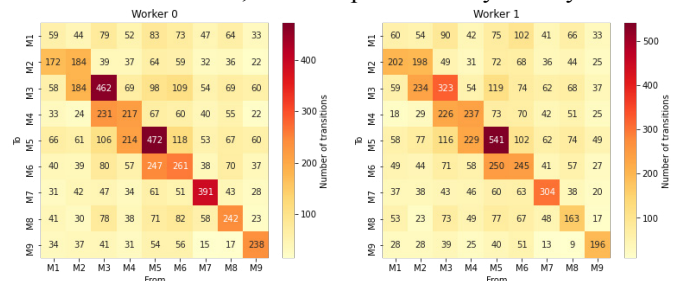 Worker 0
Worker 1
To
M1 59 44 79 52 83 73 47 64 33
M2 172 184 39 37 64 59 32 36 22
M3 58 184 462 69 98 109 54 69 60
M4 33 24 231 217 67 60 40 55 22
M5 66 61 106 214 472 118 53 67 60
M6 40 39 80 57 247 261 38 70 37
M7 31 42 47 34 61 51 391 43 28
M8 41 30 78 38 71 82 58 242 23
M9 34 37 41 31 54 56 15 17 238
M1 M2 M3 M4 M5 M6 M7 M8 M9
From
400
300
200
100
Number of transitions
To
M1 60 54 90 42 75 102 41 66 33
M2 202 198 49 31 72 68 36 44 25
M3 59 234 323 54 119 74 62 68 37
M4 18 29 226 237 73 70 42 51 25
M5 58 77 116 229 541 102 62 74 49
M6 49 44 71 58 250 245 41 57 27
M7 37 38 43 46 60 63 304 38 20
M8 53 23 73 49 77 67 48 163 17
M9 28 28 39 25 40 51 13 9 196
M1 M2 M3 M4 M5 M6 M7 M8 M9
From
500
400
300
200
100
Number of transitions